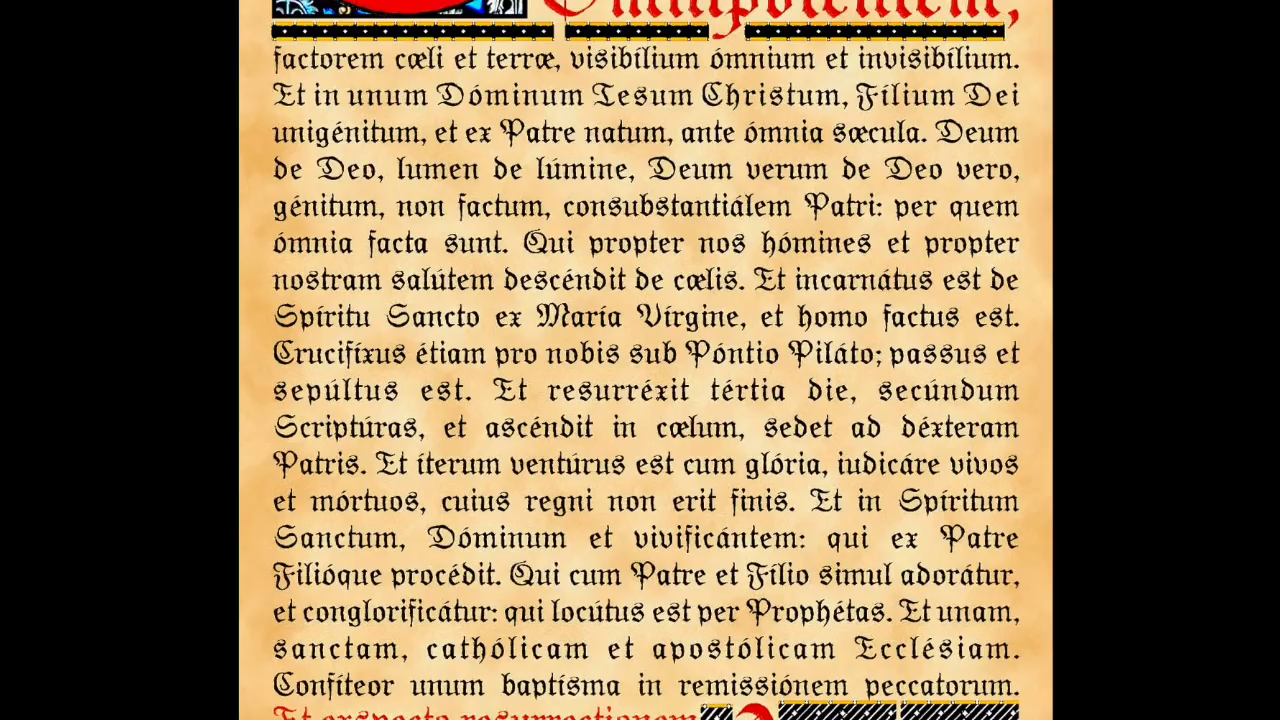 Omnipotentem,
factorem cœli et terræ, visibílium ómnium et invisibílium.
Et in unum Dóminum Iesum Christum, Fílium Dei
unigénitum, et ex Patre natum, ante ómnia sæcula. Deum
de Deo, lumen de lúmine, Deum verum de Deo vero,
génitum, non factum, consubstantiálem Patri: per quem
ómnia facta sunt. Qui propter nos hómines et propter
nostram salútem descéndit de cœlis. Et incarnátus est de
Spíritu Sancto ex María Vírgine, et homo factus est.
Crucifíxus étiam pro nobis sub Póntio Piláto; passus et
sepúltus est. Et resurréxit tértia die, secúndum
Scriptúras, et ascéndit in cœlum, sedet ad déxteram
Patris. Et íterum ventúrus est cum glória, iudicáre vivos
et mórtuos, cuius regni non erit finis. Et in Spíritum
Sanctum, Dóminum et vivificántem: qui ex Patre
Filióque procédit. Qui cum Patre et Fílio simul adorátur,
et conglorificátur: qui locútus est per Prophétas. Et unam,
sanctam, cathólicam et apostólicam Ecclésiam.
Confíteor unum baptísma in remissiónem peccatorum.
Et exspecto resurrectionem